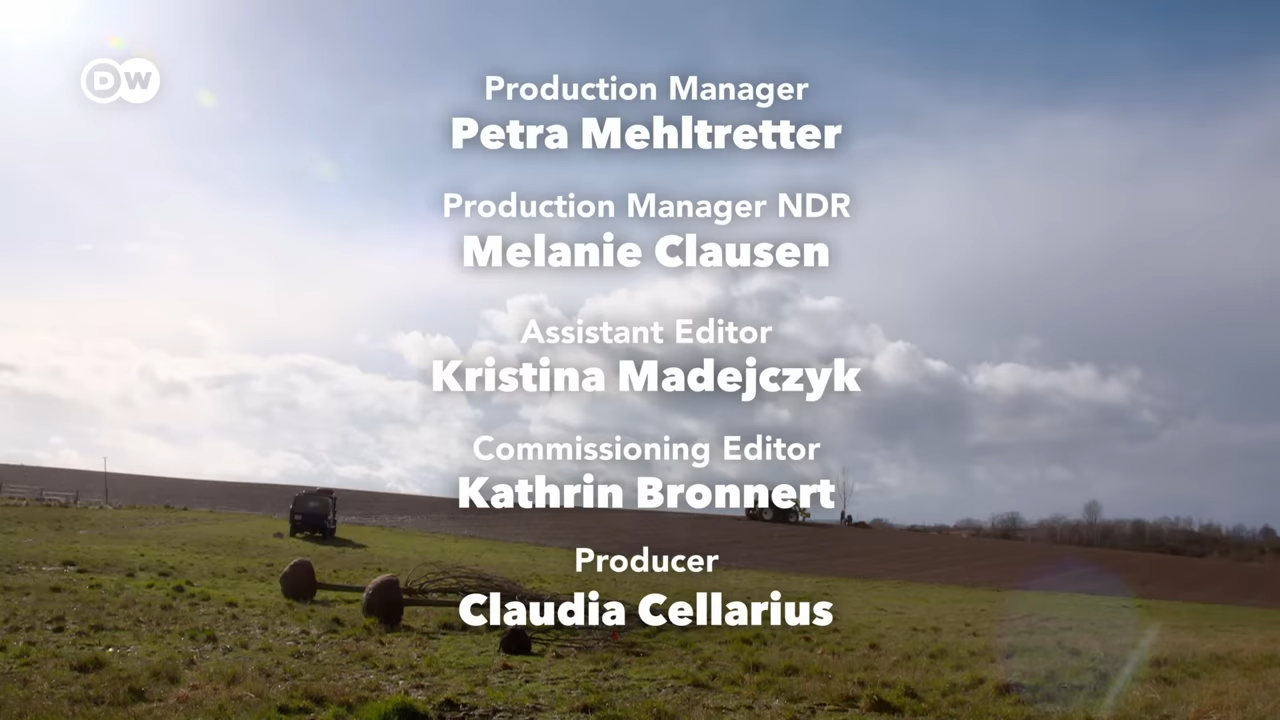 DW
Production Manager
Petra Mehltretter
Production Manager NDR
Melanie Clausen
Assistant Editor
Kristina Madejczyk
Commissioning Editor
Kathrin Bronnert
Producer
Claudia Cellarius